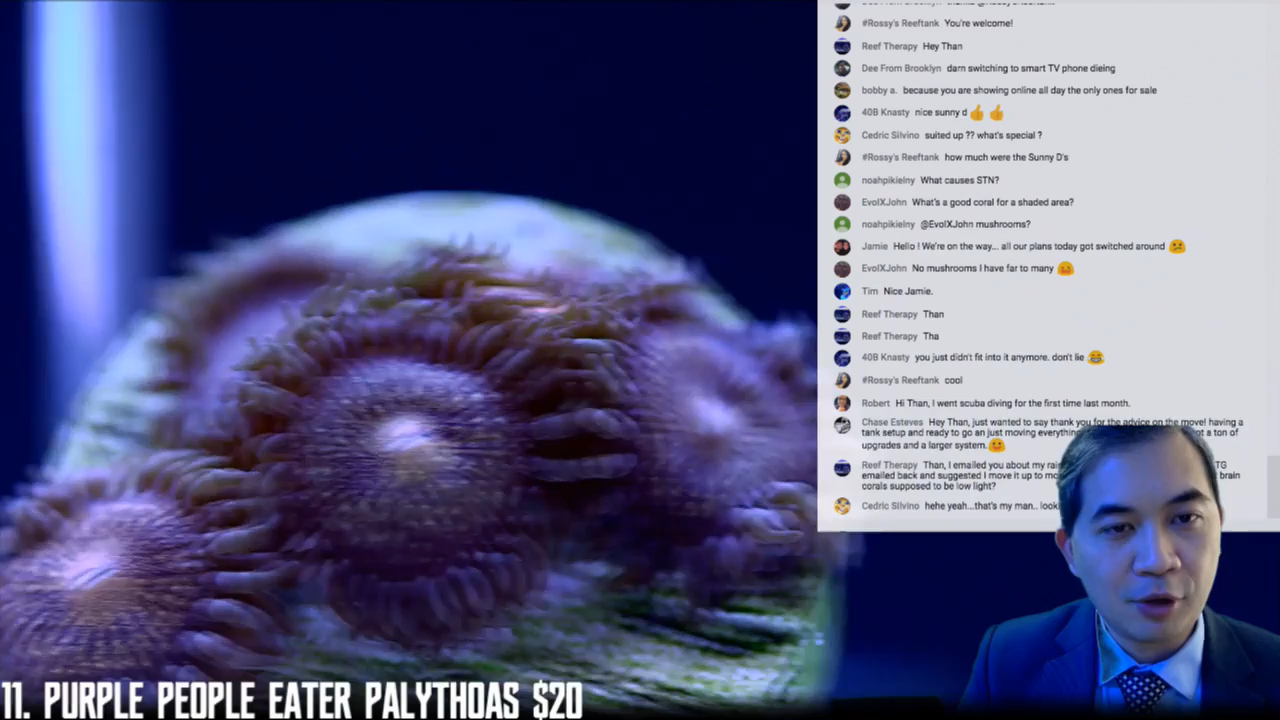 #Rossy's Reeftank You're welcome!
Reef Therapy Hey Than
Dee From Brooklyn darn switching to smart TV phone dieing
bobby a. because you are showing online all day the only ones for sale
40B Knasty nice sunny d 👍 👍
Cedric Silvino suited up ?? what's special ?
#Rossy's Reeftank how much were the Sunny D's
noahpikielny What causes STN?
EvolXJohn What's a good coral for a shaded area?
noahpikielny @EvolXJohn mushrooms?
Jamie Hello ! We're on the way... all our plans today got switched around
EvolXJohn No mushrooms I have far to many
Tim Nice Jamie.
Reef Therapy Than
Reef Therapy Tha
40B Knasty you just didn't fit into it anymore. don't lie 😂
#Rossy's Reeftank cool
Robert Hi Than, I went scuba diving for the first time last month.
Chase Esteves Hey Than, just wanted to say thank you for the advice on the move! having a
tank setup and ready to go an just moving everything a ton of
upgrades and a larger system.
Reef Therapy Than, I emailed you about my TG
emailed back and suggested I move it up to brain
corals supposed to be low light?
Cedric Silvino hehe yeah...that's my man..
11. PURPLE PEOPLE EATER PALYTHOAS $20